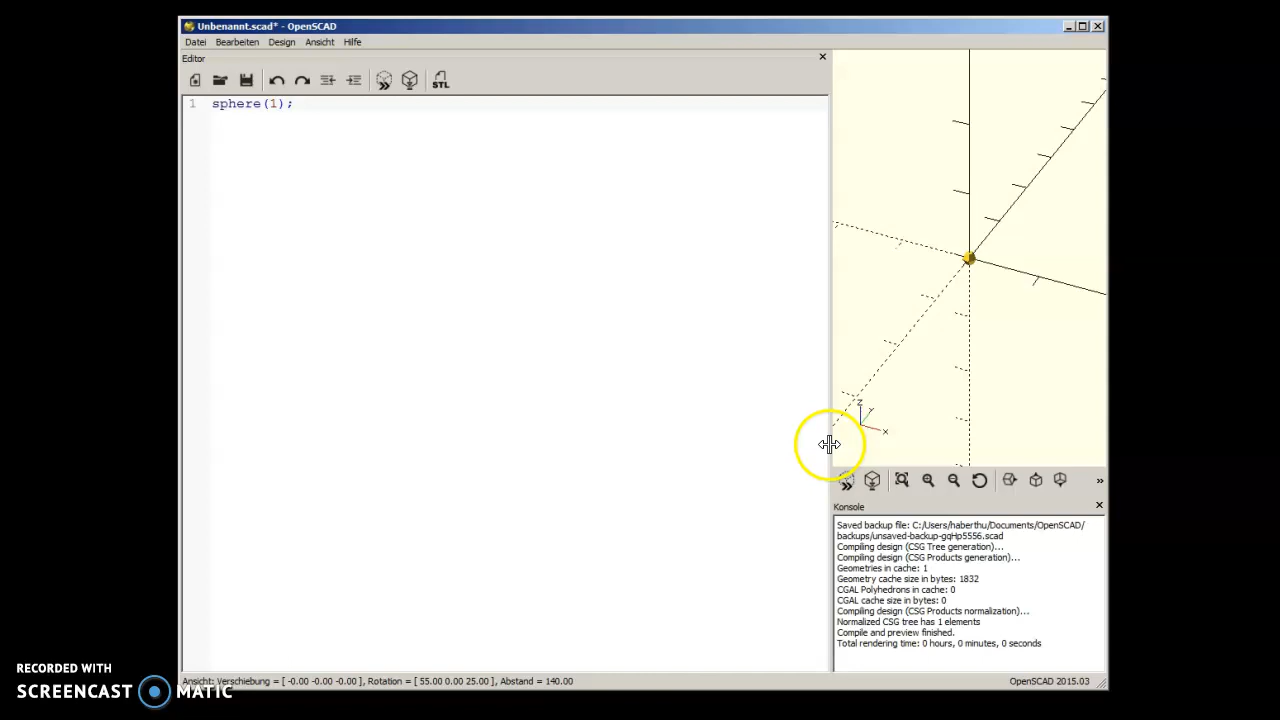 Unbenannt.scad* - OpenSCAD
Datei Bearbeiten Design Ansicht Hilfe
Editor
STL
1 sphere(1);
z
y
x
Konsole
Saved backup file: C:/Users/haberthu/Documents/OpenSCAD/
backups/unsaved-backup-gqHp5556.scad
Compiling design (CSG Tree generation)...
Compiling design (CSG Products generation)...
Geometries in cache: 1
Geometry cache size in bytes: 1832
CGAL Polyhedrons in cache: 0
CGAL cache size in bytes: 0
Compiling design (CSG Products normalization)...
Normalized CSG tree has 1 elements
Compile and preview finished.
Total rendering time: 0 hours, 0 minutes, 0 seconds
Ansicht: Verschiebung = [ -0.00 -0.00 -0.00 ], Rotation = [ 55.00 0.00 25.00 ], Abstand = 140.00
OpenSCAD 2015.03
RECORDED WITH
SCREENCAST MATIC